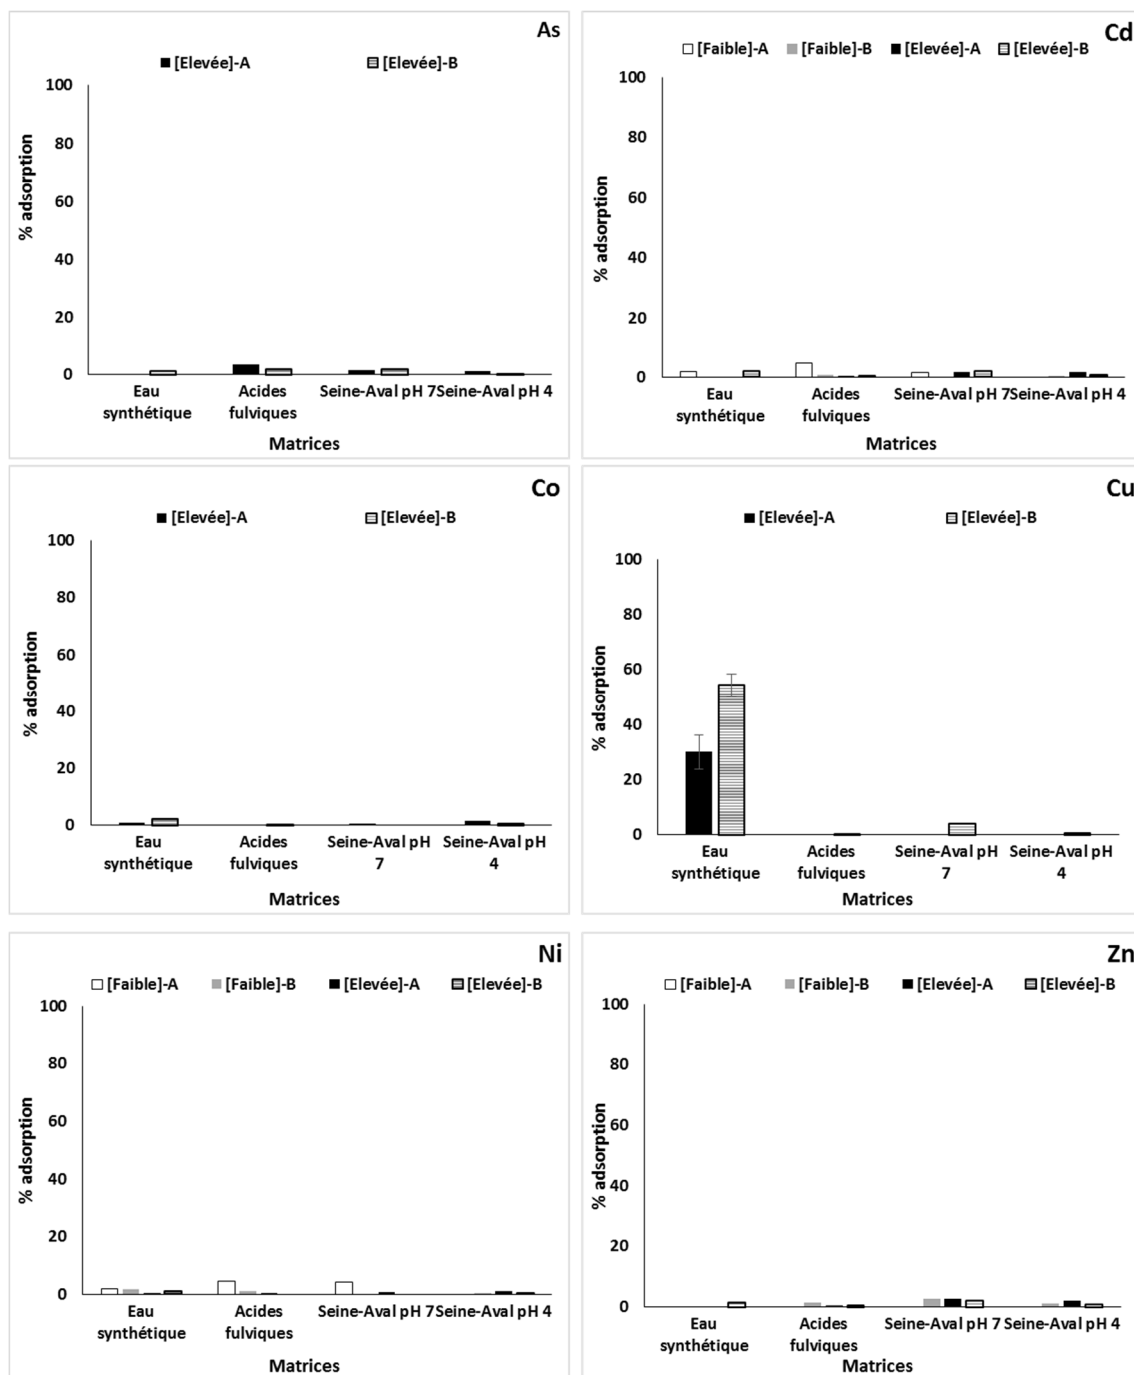 As
[Elevée]-A [Elevée]-B
100
80
60
40
20
0
% adsorption
Eau synthétique
Acides fulviques
Seine-Aval pH 7
Seine-Aval pH 4
Matrices
Cd
[Faible]-A [Faible]-B [Elevée]-A [Elevée]-B
100
80
60
40
20
0
% adsorption
Eau synthétique
Acides fulviques
Seine-Aval pH 7
Seine-Aval pH 4
Matrices
Co
[Elevée]-A [Elevée]-B
100
80
60
40
20
0
% adsorption
Eau synthétique
Acides fulviques
Seine-Aval pH 7
Seine-Aval pH 4
Matrices
Cu
[Elevée]-A [Elevée]-B
100
80
60
40
20
0
% adsorption
Eau synthétique
Acides fulviques
Seine-Aval pH 7
Seine-Aval pH 4
Matrices
Ni
[Faible]-A [Faible]-B [Elevée]-A [Elevée]-B
100
80
60
40
20
0
% adsorption
Eau synthétique
Acides fulviques
Seine-Aval pH 7
Seine-Aval pH 4
Matrices
Zn
[Faible]-A [Faible]-B [Elevée]-A [Elevée]-B
100
80
60
40
20
0
% adsorption
Eau synthétique
Acides fulviques
Seine-Aval pH 7
Seine-Aval pH 4
Matrices